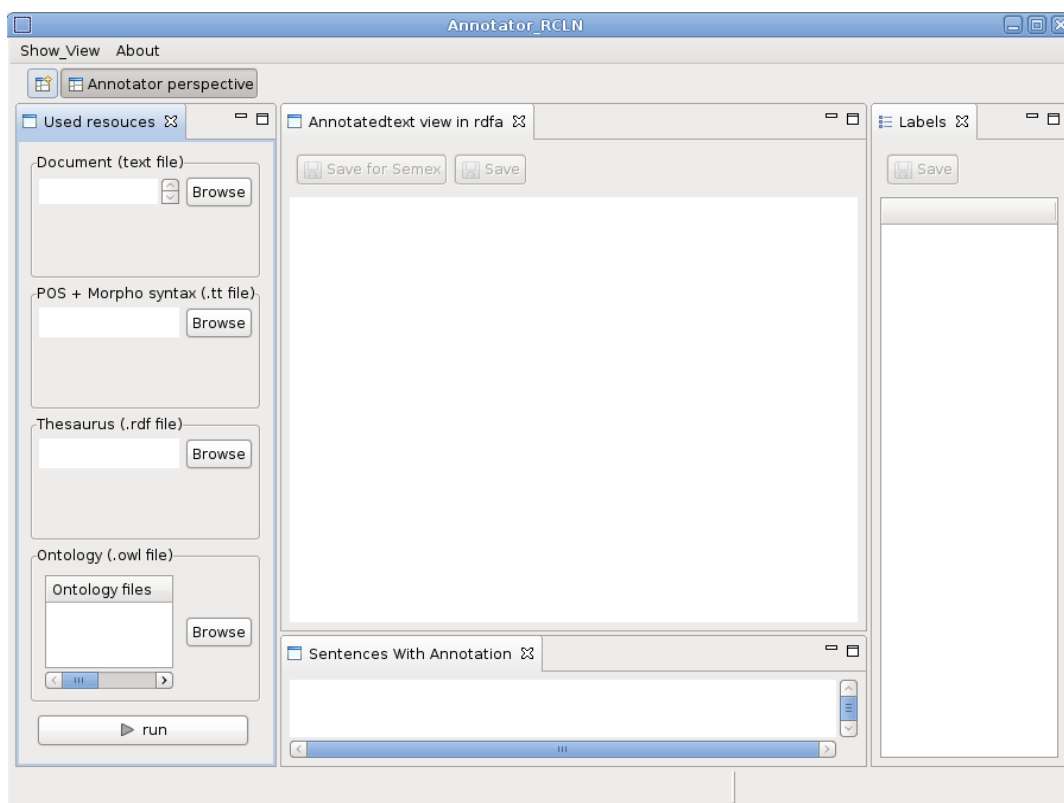 Annotator_RCLN
Show_View About
Annotator perspective
Used resouces
Document (text file)
Browse
POS + Morpho syntax (.tt file)
Browse
Thesaurus (.rdf file)
Browse
Ontology (.owl file)
Ontology files
Browse
run
Annotatedtext view in rdfa
Save for Semex Save
Sentences With Annotation
Labels
Save